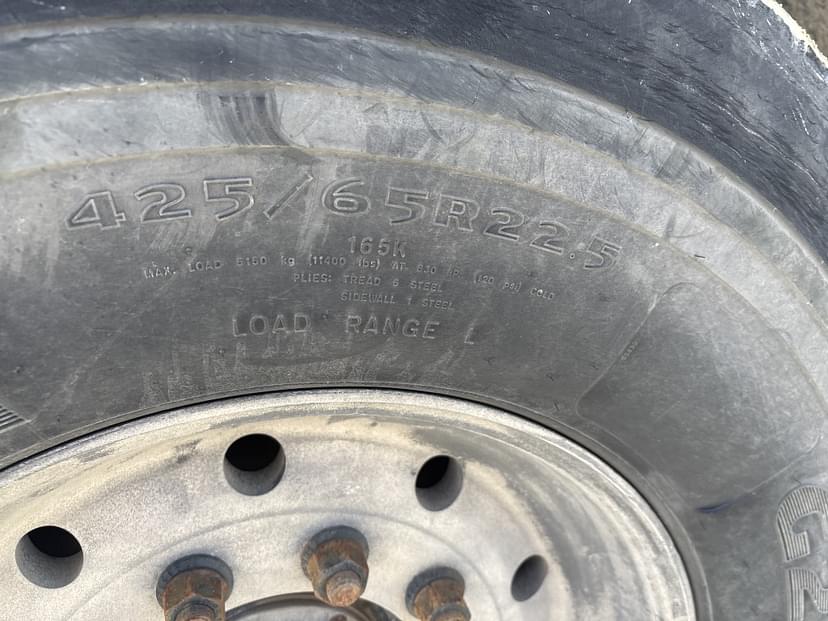 425/65R22.5
165K
MAX. LOAD 5150 kg (11400 lbs) AT 830 kPa (120 psi) COLD
PLIES: TREAD 6 STEEL
SIDEWALL 1 STEEL
LOAD RANGE L
G2